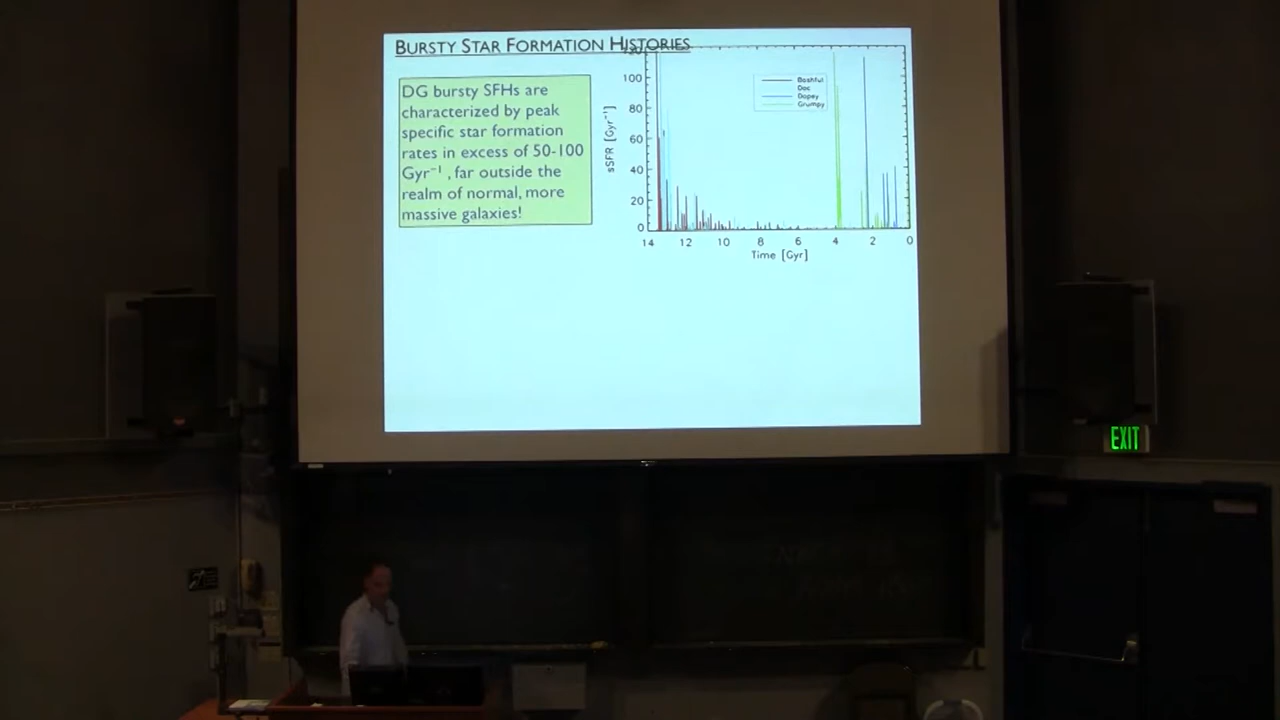 BURSTY STAR FORMATION HISTORIES
DG bursty SFHs are
characterized by peak
specific star formation
rates in excess of 50-100
Gyr⁻¹, far outside the
realm of normal, more
massive galaxies!
120
100
80
60
40
20
0
sSFR [Gyr⁻¹]
Bashful
Doc
Dopey
Grumpy
14 12 10 8 6 4 2 0
Time [Gyr]
EXIT